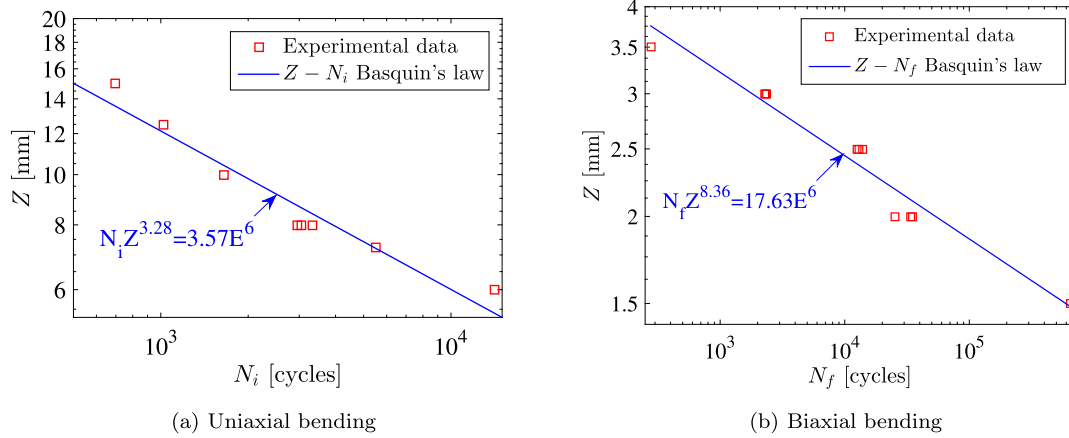 20
18
16
14
12
10
8
6
Z [mm]
Experimental data
Z − N_i Basquin's law
N_iZ^3.28=3.57E^6
10^3
10^4
N_i [cycles]
(a) Uniaxial bending
4
3.5
3
2.5
2
1.5
Z [mm]
Experimental data
Z − N_f Basquin's law
N_fZ^8.36=17.63E^6
10^3
10^4
10^5
N_f [cycles]
(b) Biaxial bending